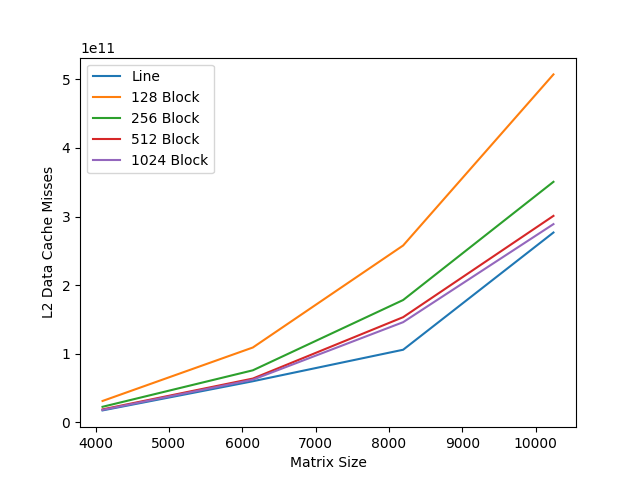 1e11
Line
128 Block
256 Block
512 Block
1024 Block
5
4
3
2
1
0
L2 Data Cache Misses
4000 5000 6000 7000 8000 9000 10000
Matrix Size